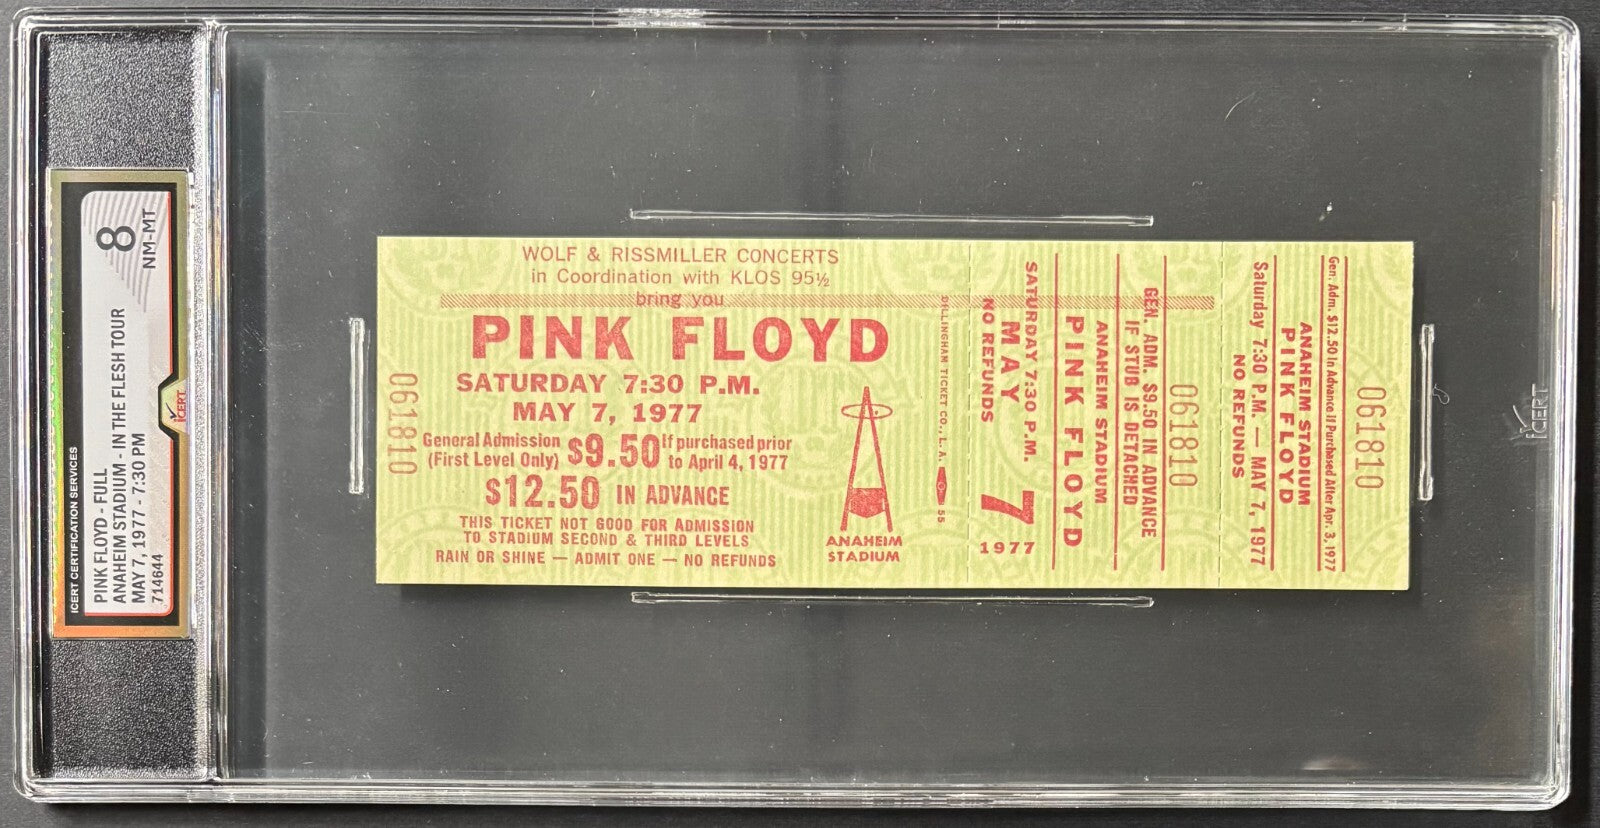 ICERT CERTIFICATION SERVICES
PINK FLOYD - FULL
ANAHEIM STADIUM - IN THE FLESH TOUR
MAY 7, 1977 - 7:30 PM
714644
8
NM-MT
iCERT
WOLF & RISSMILLER CONCERTS
in Coordination with KLOS 95½
bring you
PINK FLOYD
SATURDAY 7:30 P.M.
MAY 7, 1977
General Admission
(First Level Only)
$9.50
If purchased prior
to April 4, 1977
$12.50 IN ADVANCE
THIS TICKET NOT GOOD FOR ADMISSION
TO STADIUM SECOND & THIRD LEVELS
RAIN OR SHINE — ADMIT ONE — NO REFUNDS
061810
ANAHEIM
STADIUM
DILLINGHAM TICKET CO., L. A. 55
SATURDAY 7:30 P.M.
MAY
NO REFUNDS
7
1977
GEN. ADM. $9.50 IN ADVANCE
IF STUB IS DETACHED
ANAHEIM STADIUM
PINK FLOYD
061810
Gen. Adm. $12.50 In Advance If Purchased After Apr. 3, 1977
ANAHEIM STADIUM
PINK FLOYD
Saturday 7:30 P.M. — MAY 7, 1977
NO REFUNDS
061810
iCERT